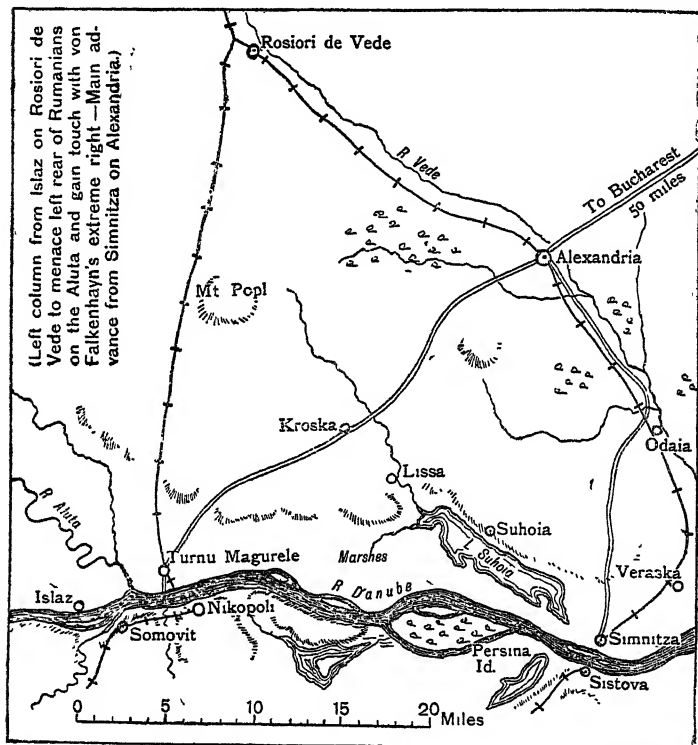 (Left column from Islaz on Rosiori de
Vede to menace left rear of Rumanians
on the Aluta and gain touch with von
Falkenhayn's extreme right—Main ad-
vance from Simnitza on Alexandria.)
Rosiori de Vede
R Vede
To Bucharest
50 miles
Alexandria
Mt Popl
Kroska
Odaia
Lissa
R Aluta
Suhoia
L. Suhoia
Marshes
Turnu Magurele
Veraska
Islaz
R Danube
Nikopoli
Somovit
Simnitza
Persina
Id.
Sistova
0 5 10 15 20 Miles